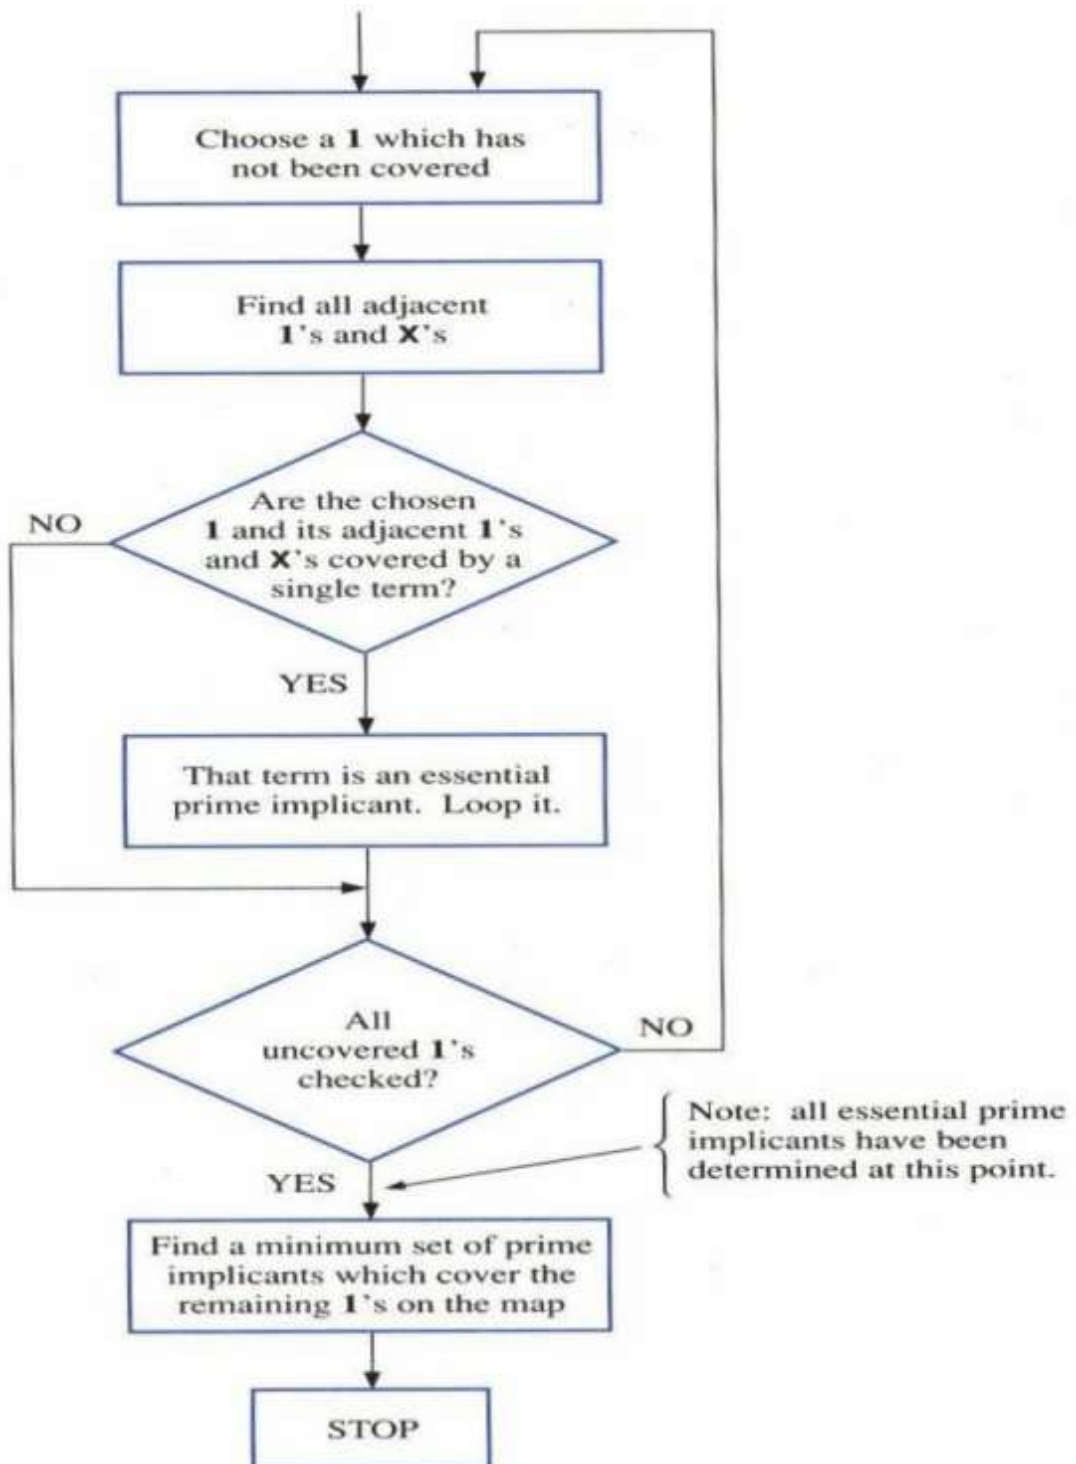 Choose a 1 which has
not been covered
Find all adjacent
1's and X's
Are the chosen
1 and its adjacent 1's
and X's covered by a
single term?
NO
YES
That term is an essential
prime implicant. Loop it.
All
uncovered 1's
checked?
NO
Note: all essential prime
implicants have been
determined at this point.
YES
Find a minimum set of prime
implicants which cover the
remaining 1's on the map
STOP